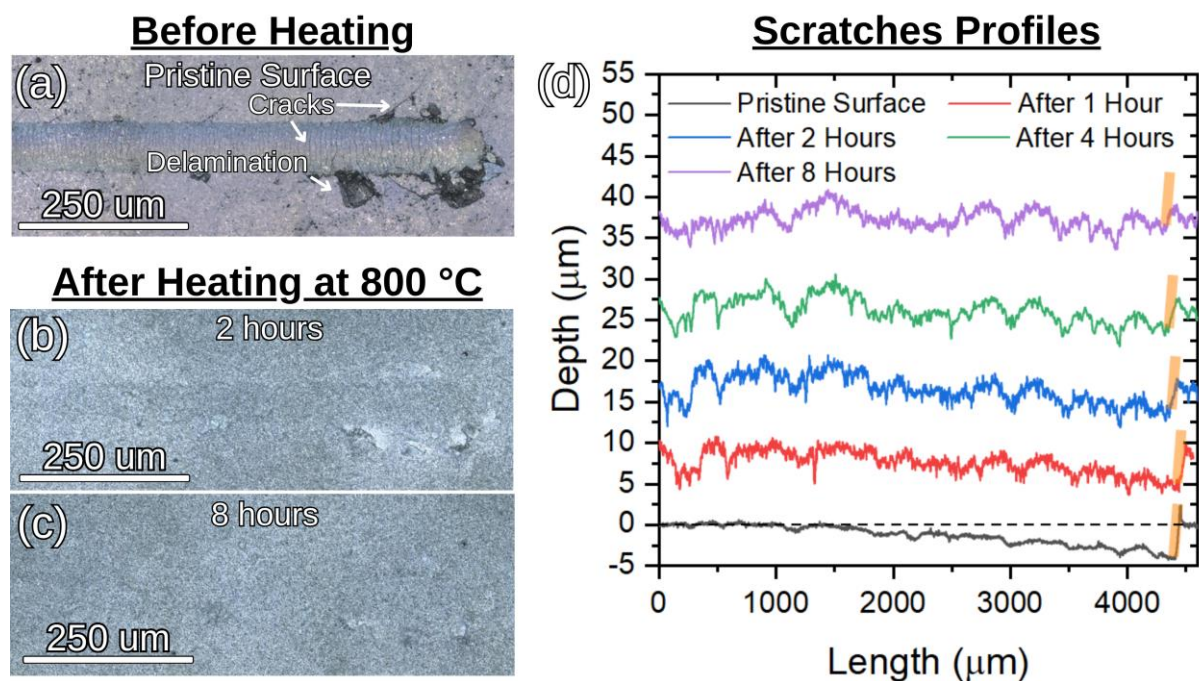 Before Heating
(a)
Pristine Surface
Cracks
Delamination
250 um
After Heating at 800 °C
(b)
2 hours
250 um
(c)
8 hours
250 um
Scratches Profiles
(d)
Pristine Surface
After 1 Hour
After 2 Hours
After 4 Hours
After 8 Hours
Depth (μm)
55
50
45
40
35
30
25
20
15
10
5
0
-5
0 1000 2000 3000 4000
Length (μm)